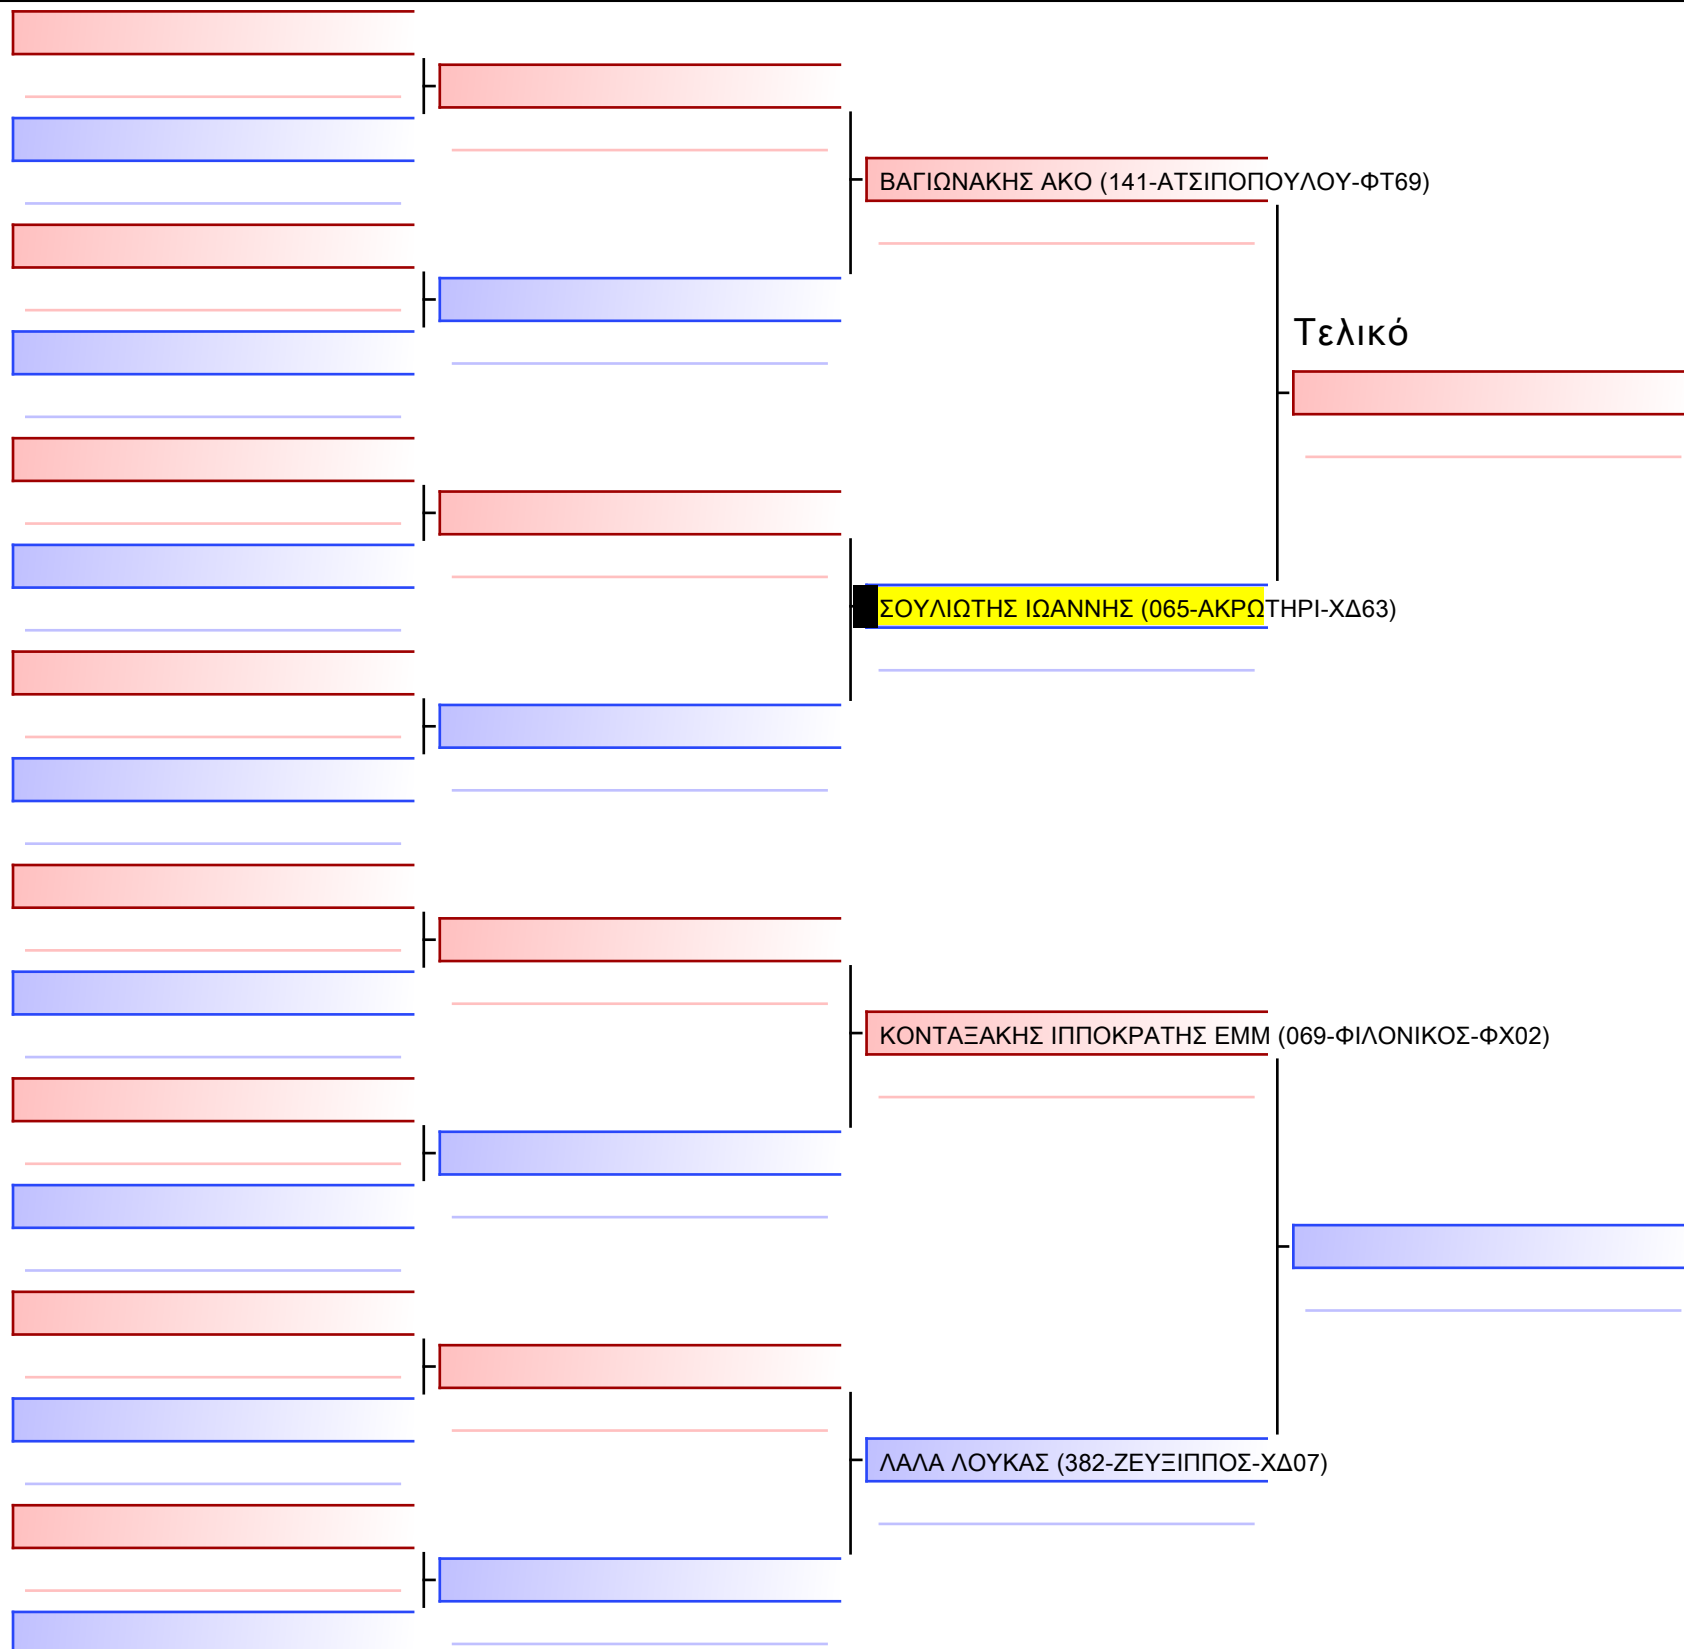 ΒΑΓΙΩΝΑΚΗΣ ΑΚΟ (141-ΑΤΣΙΠΟΠΟΥΛΟΥ-ΦΤ69)
Τελικό
ΣΟΥΛΙΩΤΗΣ ΙΩΑΝΝΗΣ (065-ΑΚΡΩΤΗΡΙ-ΧΔ63)
ΚΟΝΤΑΞΑΚΗΣ ΙΠΠΟΚΡΑΤΗΣ ΕΜΜ (069-ΦΙΛΟΝΙΚΟΣ-ΦΧ02)
ΛΑΛΑ ΛΟΥΚΑΣ (382-ΖΕΥΞΙΠΠΟΣ-ΧΔ07)